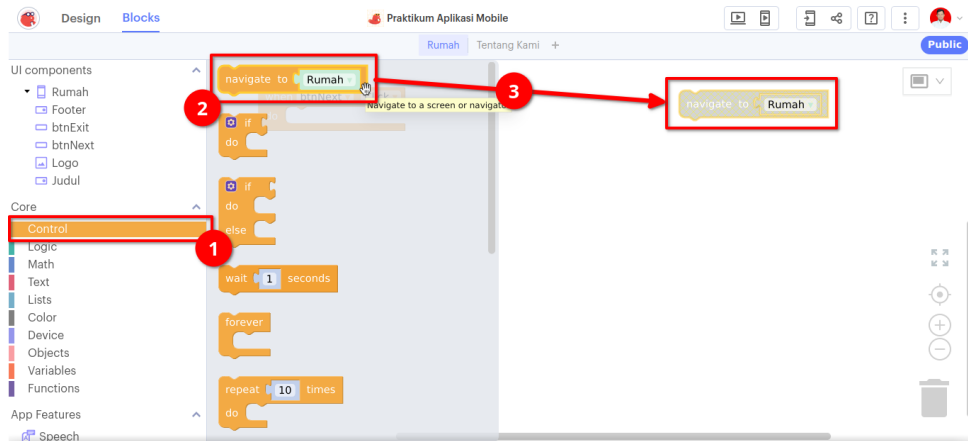 Design Blocks Praktikum Aplikasi Mobile
Rumah Tentang Kami + Public
UI components
Rumah
Footer
btnExit
btnNext
Logo
Judul
Core
Control
Logic
Math
Text
Lists
Color
Device
Objects
Variables
Functions
App Features
Speech
navigate to Rumah
2
3
Navigate to a screen or navigate
btnNext
if
do
if
do
else
1
wait 1 seconds
forever
repeat 10 times
do
navigate to Rumah